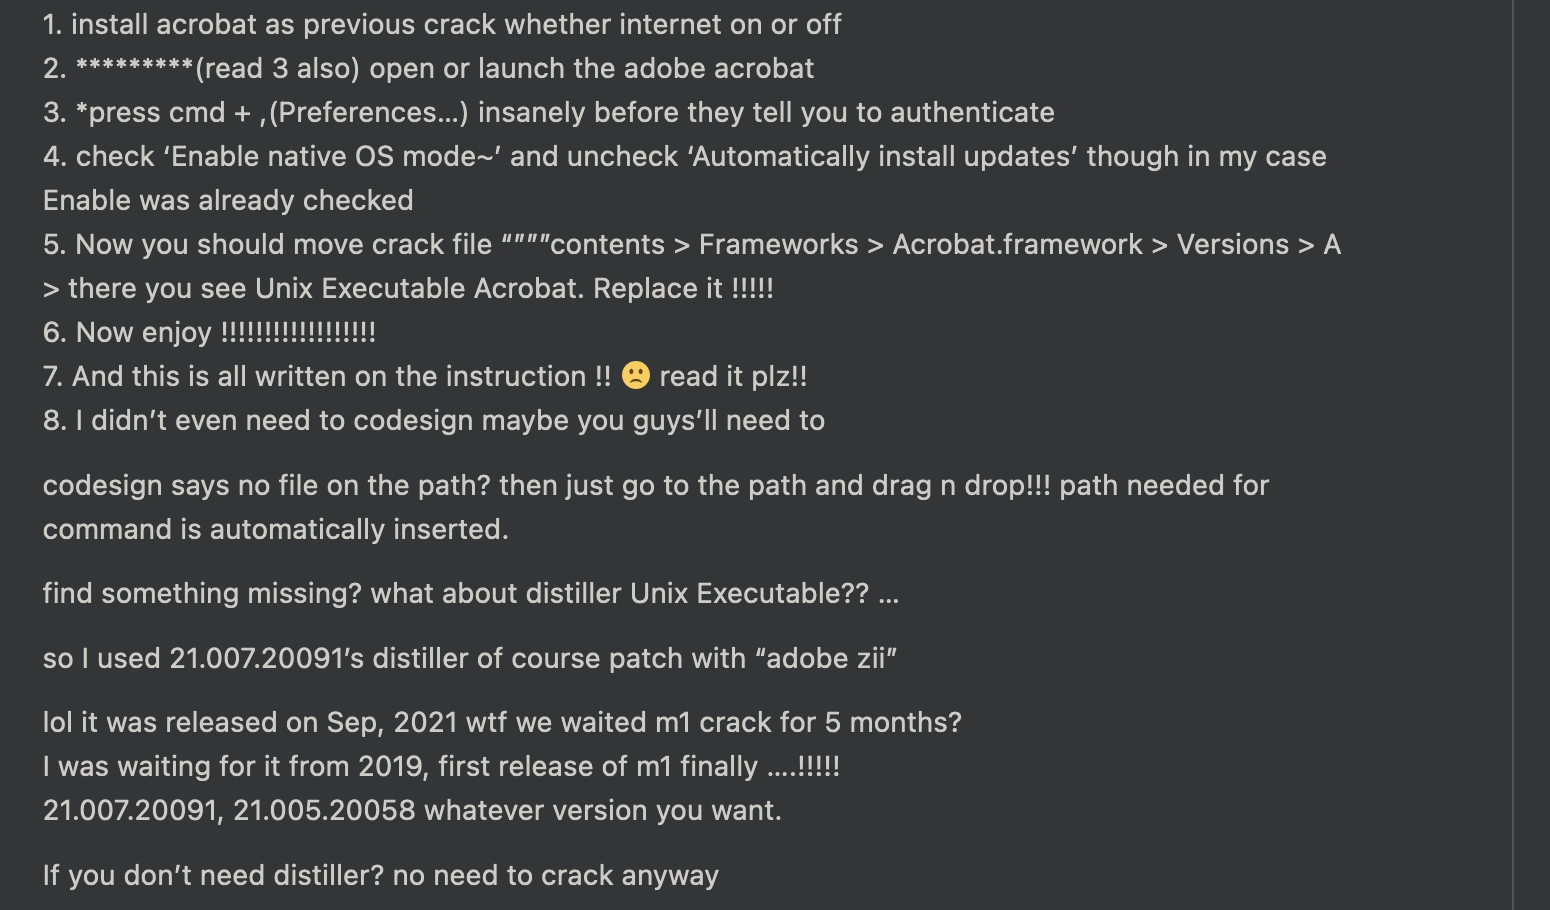 1. install acrobat as previous crack whether internet on or off
2. *********(read 3 also) open or launch the adobe acrobat
3. *press cmd + ,(Preferences...) insanely before they tell you to authenticate
4. check ‘Enable native OS mode~’ and uncheck ‘Automatically install updates’ though in my case
Enable was already checked
5. Now you should move crack file “”””contents > Frameworks > Acrobat.framework > Versions > A
> there you see Unix Executable Acrobat. Replace it !!!!!
6. Now enjoy !!!!!!!!!!!!!!!!!!
7. And this is all written on the instruction !! 🙁 read it plz!!
8. I didn’t even need to codesign maybe you guys’ll need to
codesign says no file on the path? then just go to the path and drag n drop!!! path needed for
command is automatically inserted.
find something missing? what about distiller Unix Executable?? ...
so I used 21.007.20091’s distiller of course patch with “adobe zii”
lol it was released on Sep, 2021 wtf we waited m1 crack for 5 months?
I was waiting for it from 2019, first release of m1 finally ....!!!!!
21.007.20091, 21.005.20058 whatever version you want.
If you don’t need distiller? no need to crack anyway